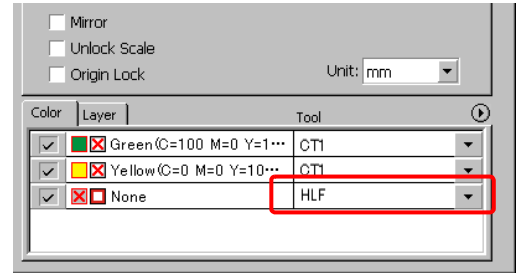 Mirror
Unlock Scale
Origin Lock
Unit: mm
Color Layer Tool
Green(C=100 M=0 Y=1··· CT1
Yellow(C=0 M=0 Y=10··· CT1
None HLF